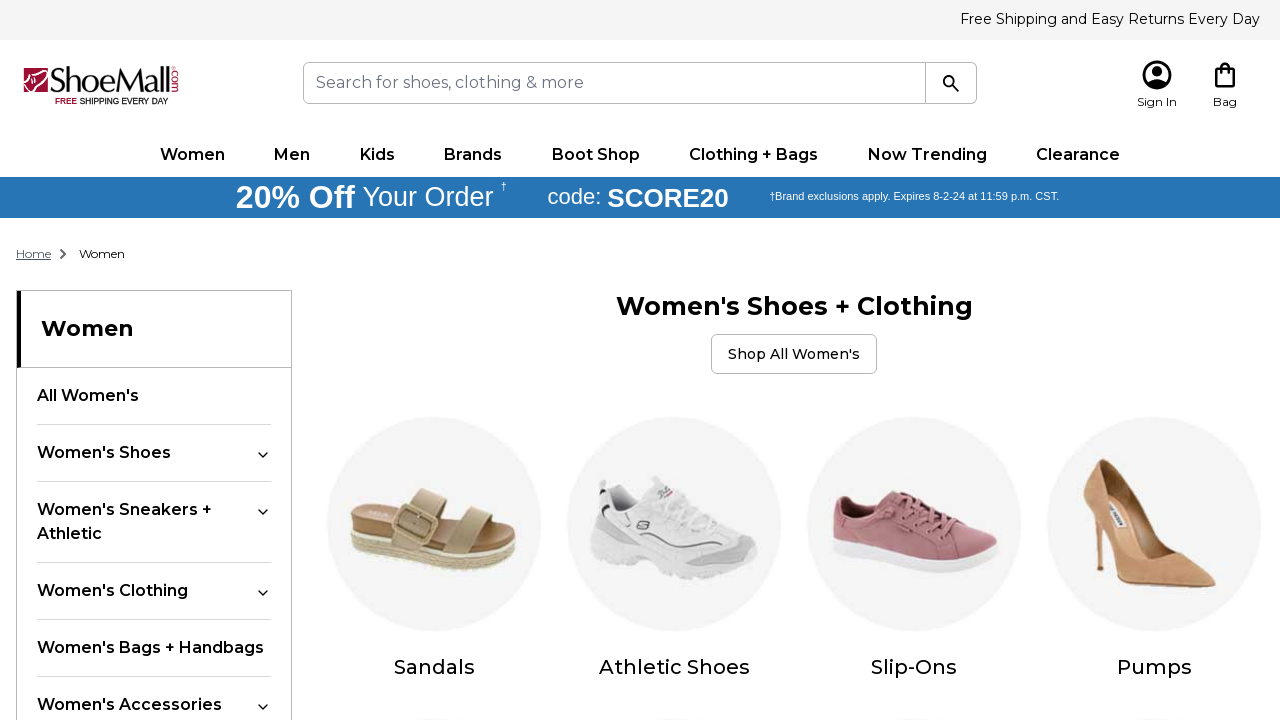 Free Shipping and Easy Returns Every Day
ShoeMall.com
FREE SHIPPING EVERY DAY
Search for shoes, clothing & more
Sign In
Bag
Women
Men
Kids
Brands
Boot Shop
Clothing + Bags
Now Trending
Clearance
20% Off Your Order † code: SCORE20 †Brand exclusions apply. Expires 8-2-24 at 11:59 p.m. CST.
Home
Women
Women
All Women's
Women's Shoes
Women's Sneakers +
Athletic
Women's Clothing
Women's Bags + Handbags
Women's Accessories
Women's Shoes + Clothing
Shop All Women's
Sandals
Athletic Shoes
Slip-Ons
Pumps